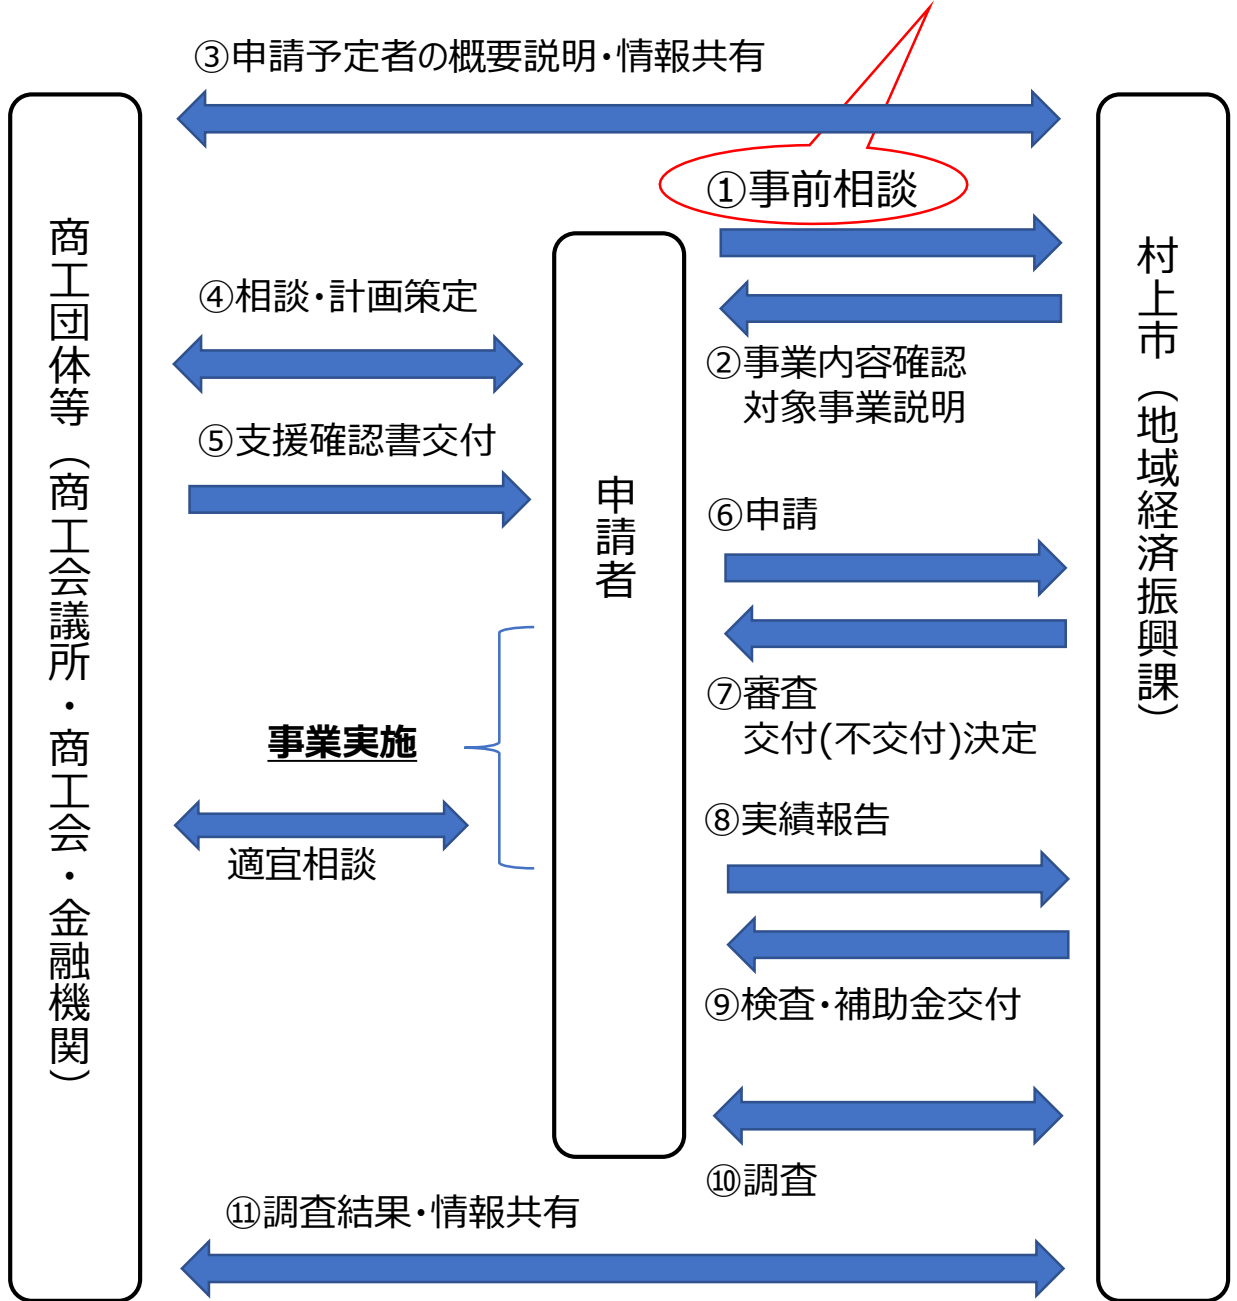 ③申請予定者の概要説明・情報共有
①事前相談
商工団体等（商工会議所・商工会・金融機関）
村上市（地域経済振興課）
申請者
④相談・計画策定
②事業内容確認
対象事業説明
⑤支援確認書交付
⑥申請
⑦審査
交付(不交付)決定
事業実施
⑧実績報告
適宜相談
⑨検査・補助金交付
⑩調査
⑪調査結果・情報共有